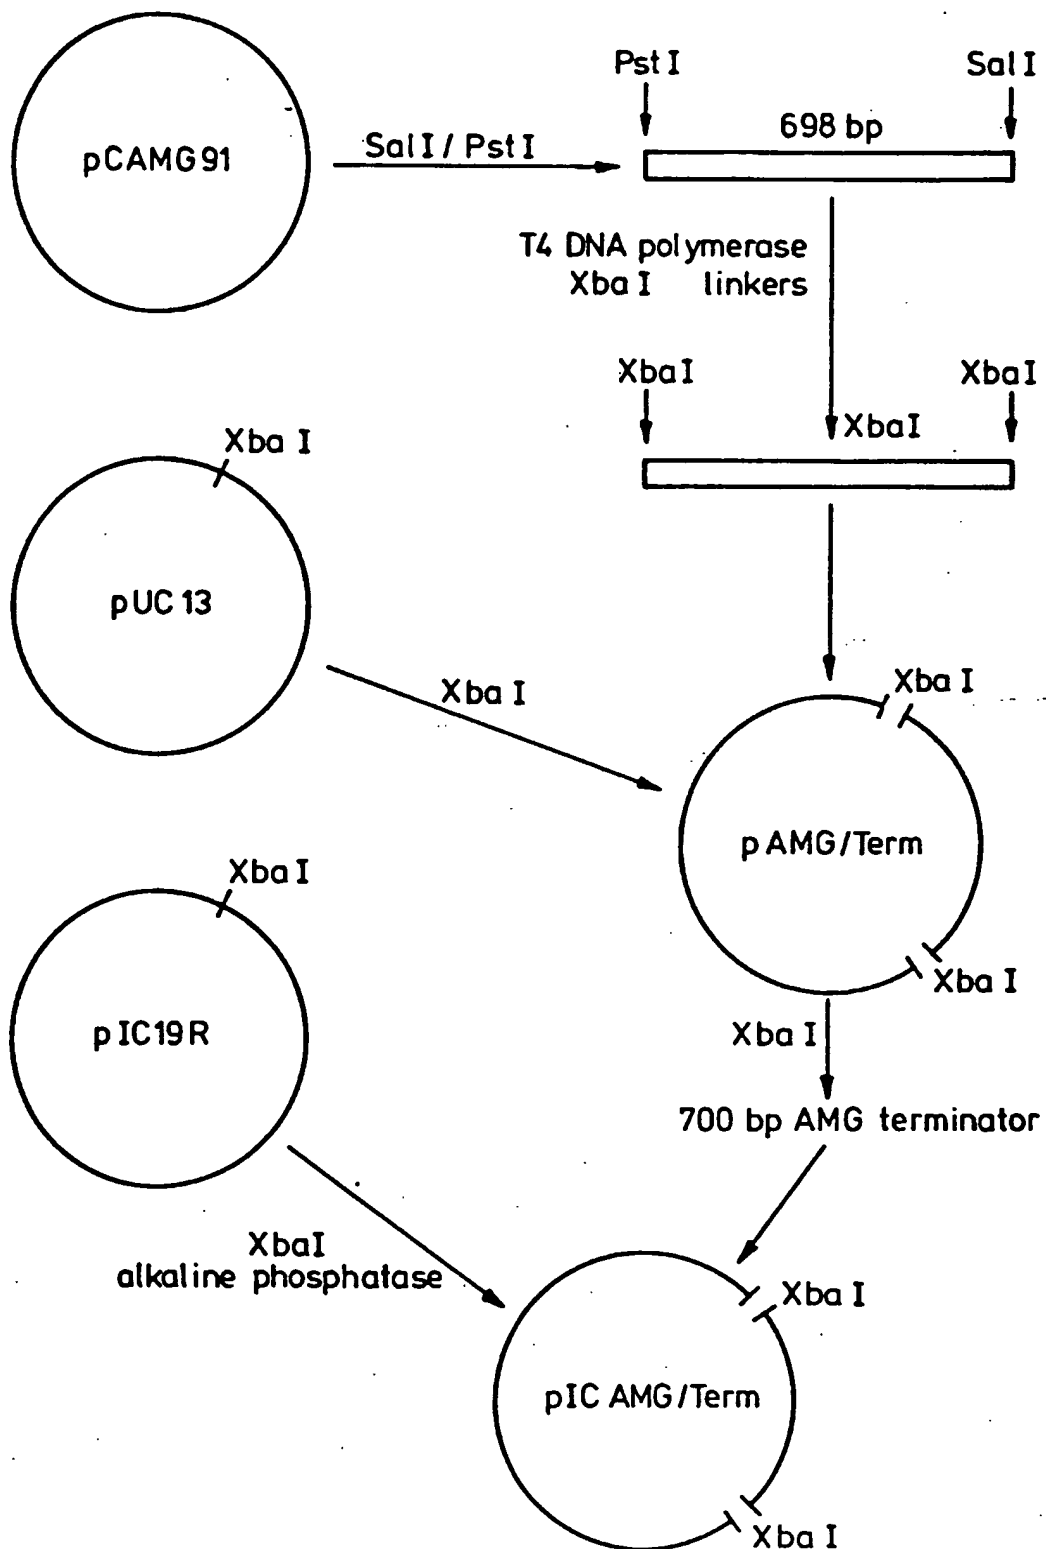 Pst I
Sal I
pCAMG91
Sal I / Pst I
698 bp
T4 DNA polymerase
Xba I linkers
Xba I
Xba I
Xba I
Xba I
pUC 13
Xba I
Xba I
p AMG/Term
Xba I
Xba I
pIC19R
Xba I
700 bp AMG terminator
XbaI
alkaline phosphatase
Xba I
pIC AMG/Term
Xba I